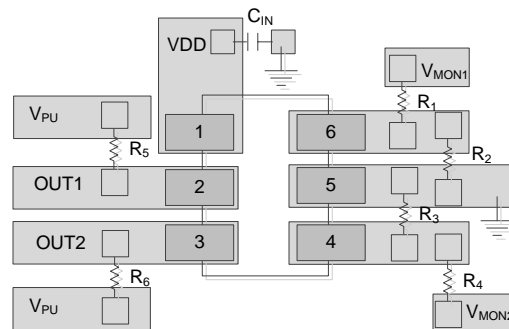 C_IN
VDD
V_MON1
V_PU
R_1
1
6
R_5
R_2
OUT1
2
5
R_3
OUT2
3
4
R_6
R_4
V_PU
V_MON2